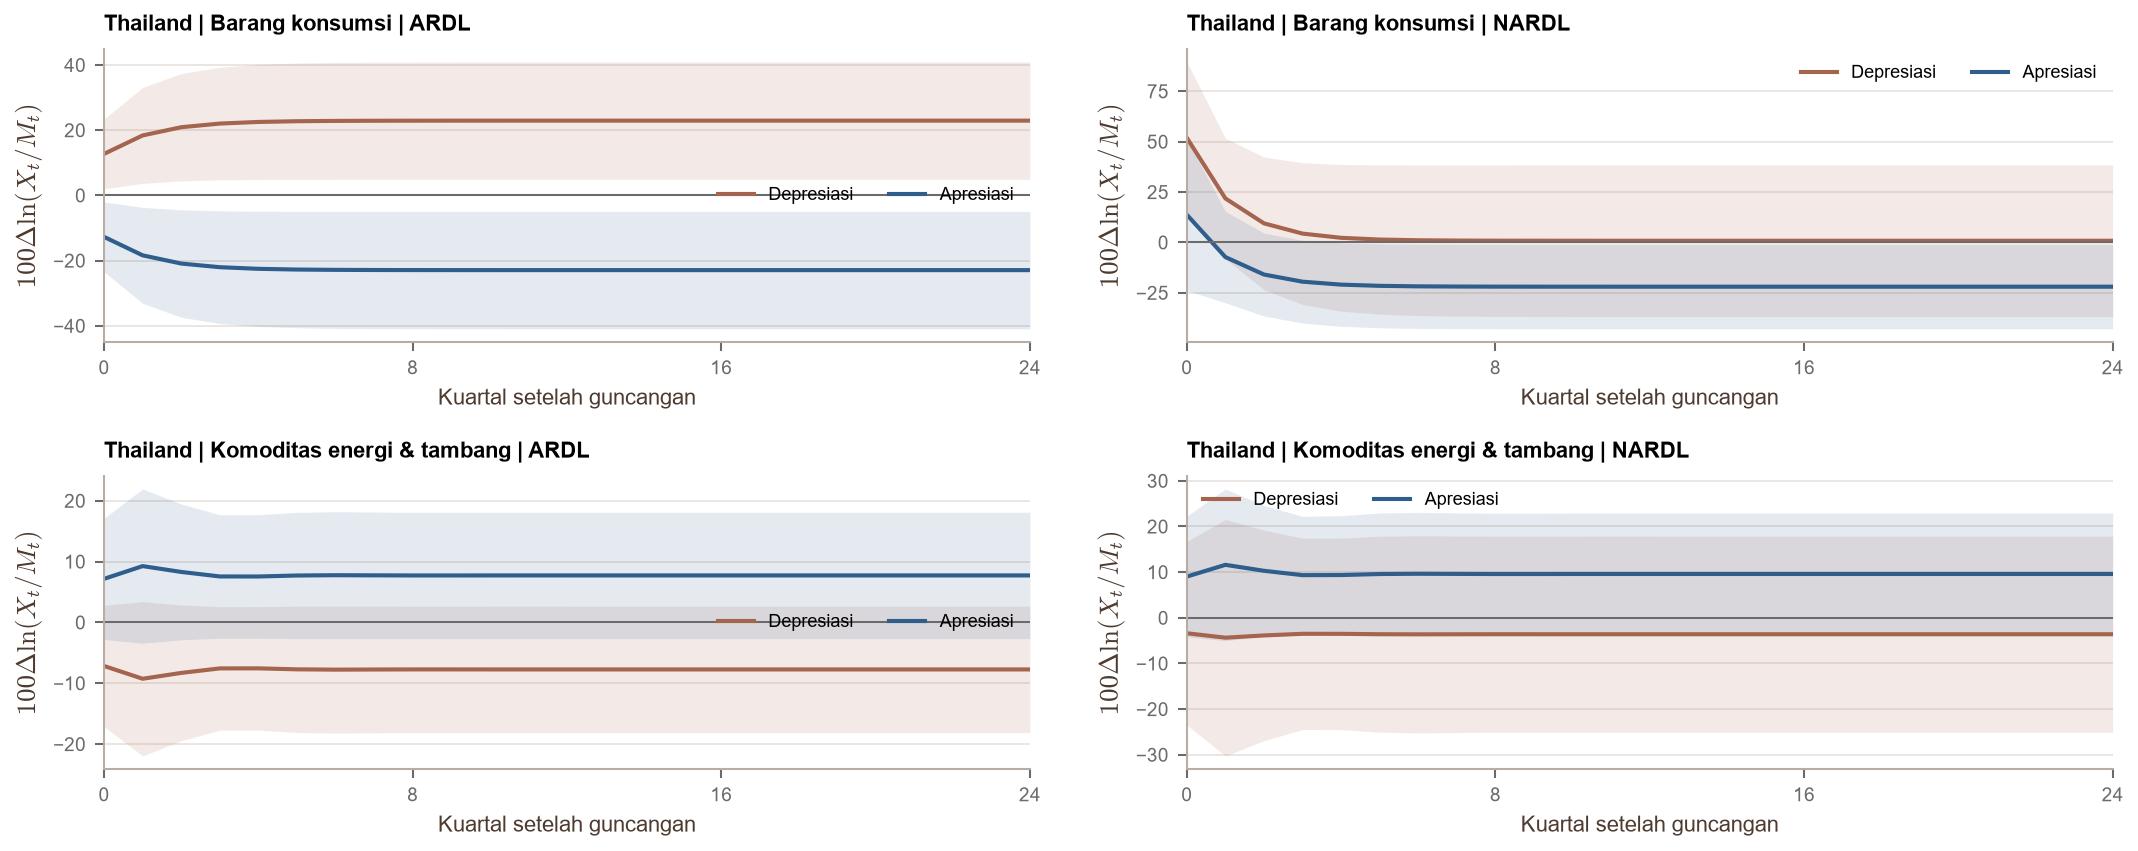 Thailand | Barang konsumsi | ARDL
40
20
0
−20
−40
100Δln(X_t/M_t)
Depresiasi
Apresiasi
0
8
16
24
Kuartal setelah guncangan
Thailand | Barang konsumsi | NARDL
75
50
25
0
−25
100Δln(X_t/M_t)
Depresiasi
Apresiasi
0
8
16
24
Kuartal setelah guncangan
Thailand | Komoditas energi & tambang | ARDL
20
10
0
−10
−20
100Δln(X_t/M_t)
Depresiasi
Apresiasi
0
8
16
24
Kuartal setelah guncangan
Thailand | Komoditas energi & tambang | NARDL
30
20
10
0
−10
−20
−30
100Δln(X_t/M_t)
Depresiasi
Apresiasi
0
8
16
24
Kuartal setelah guncangan